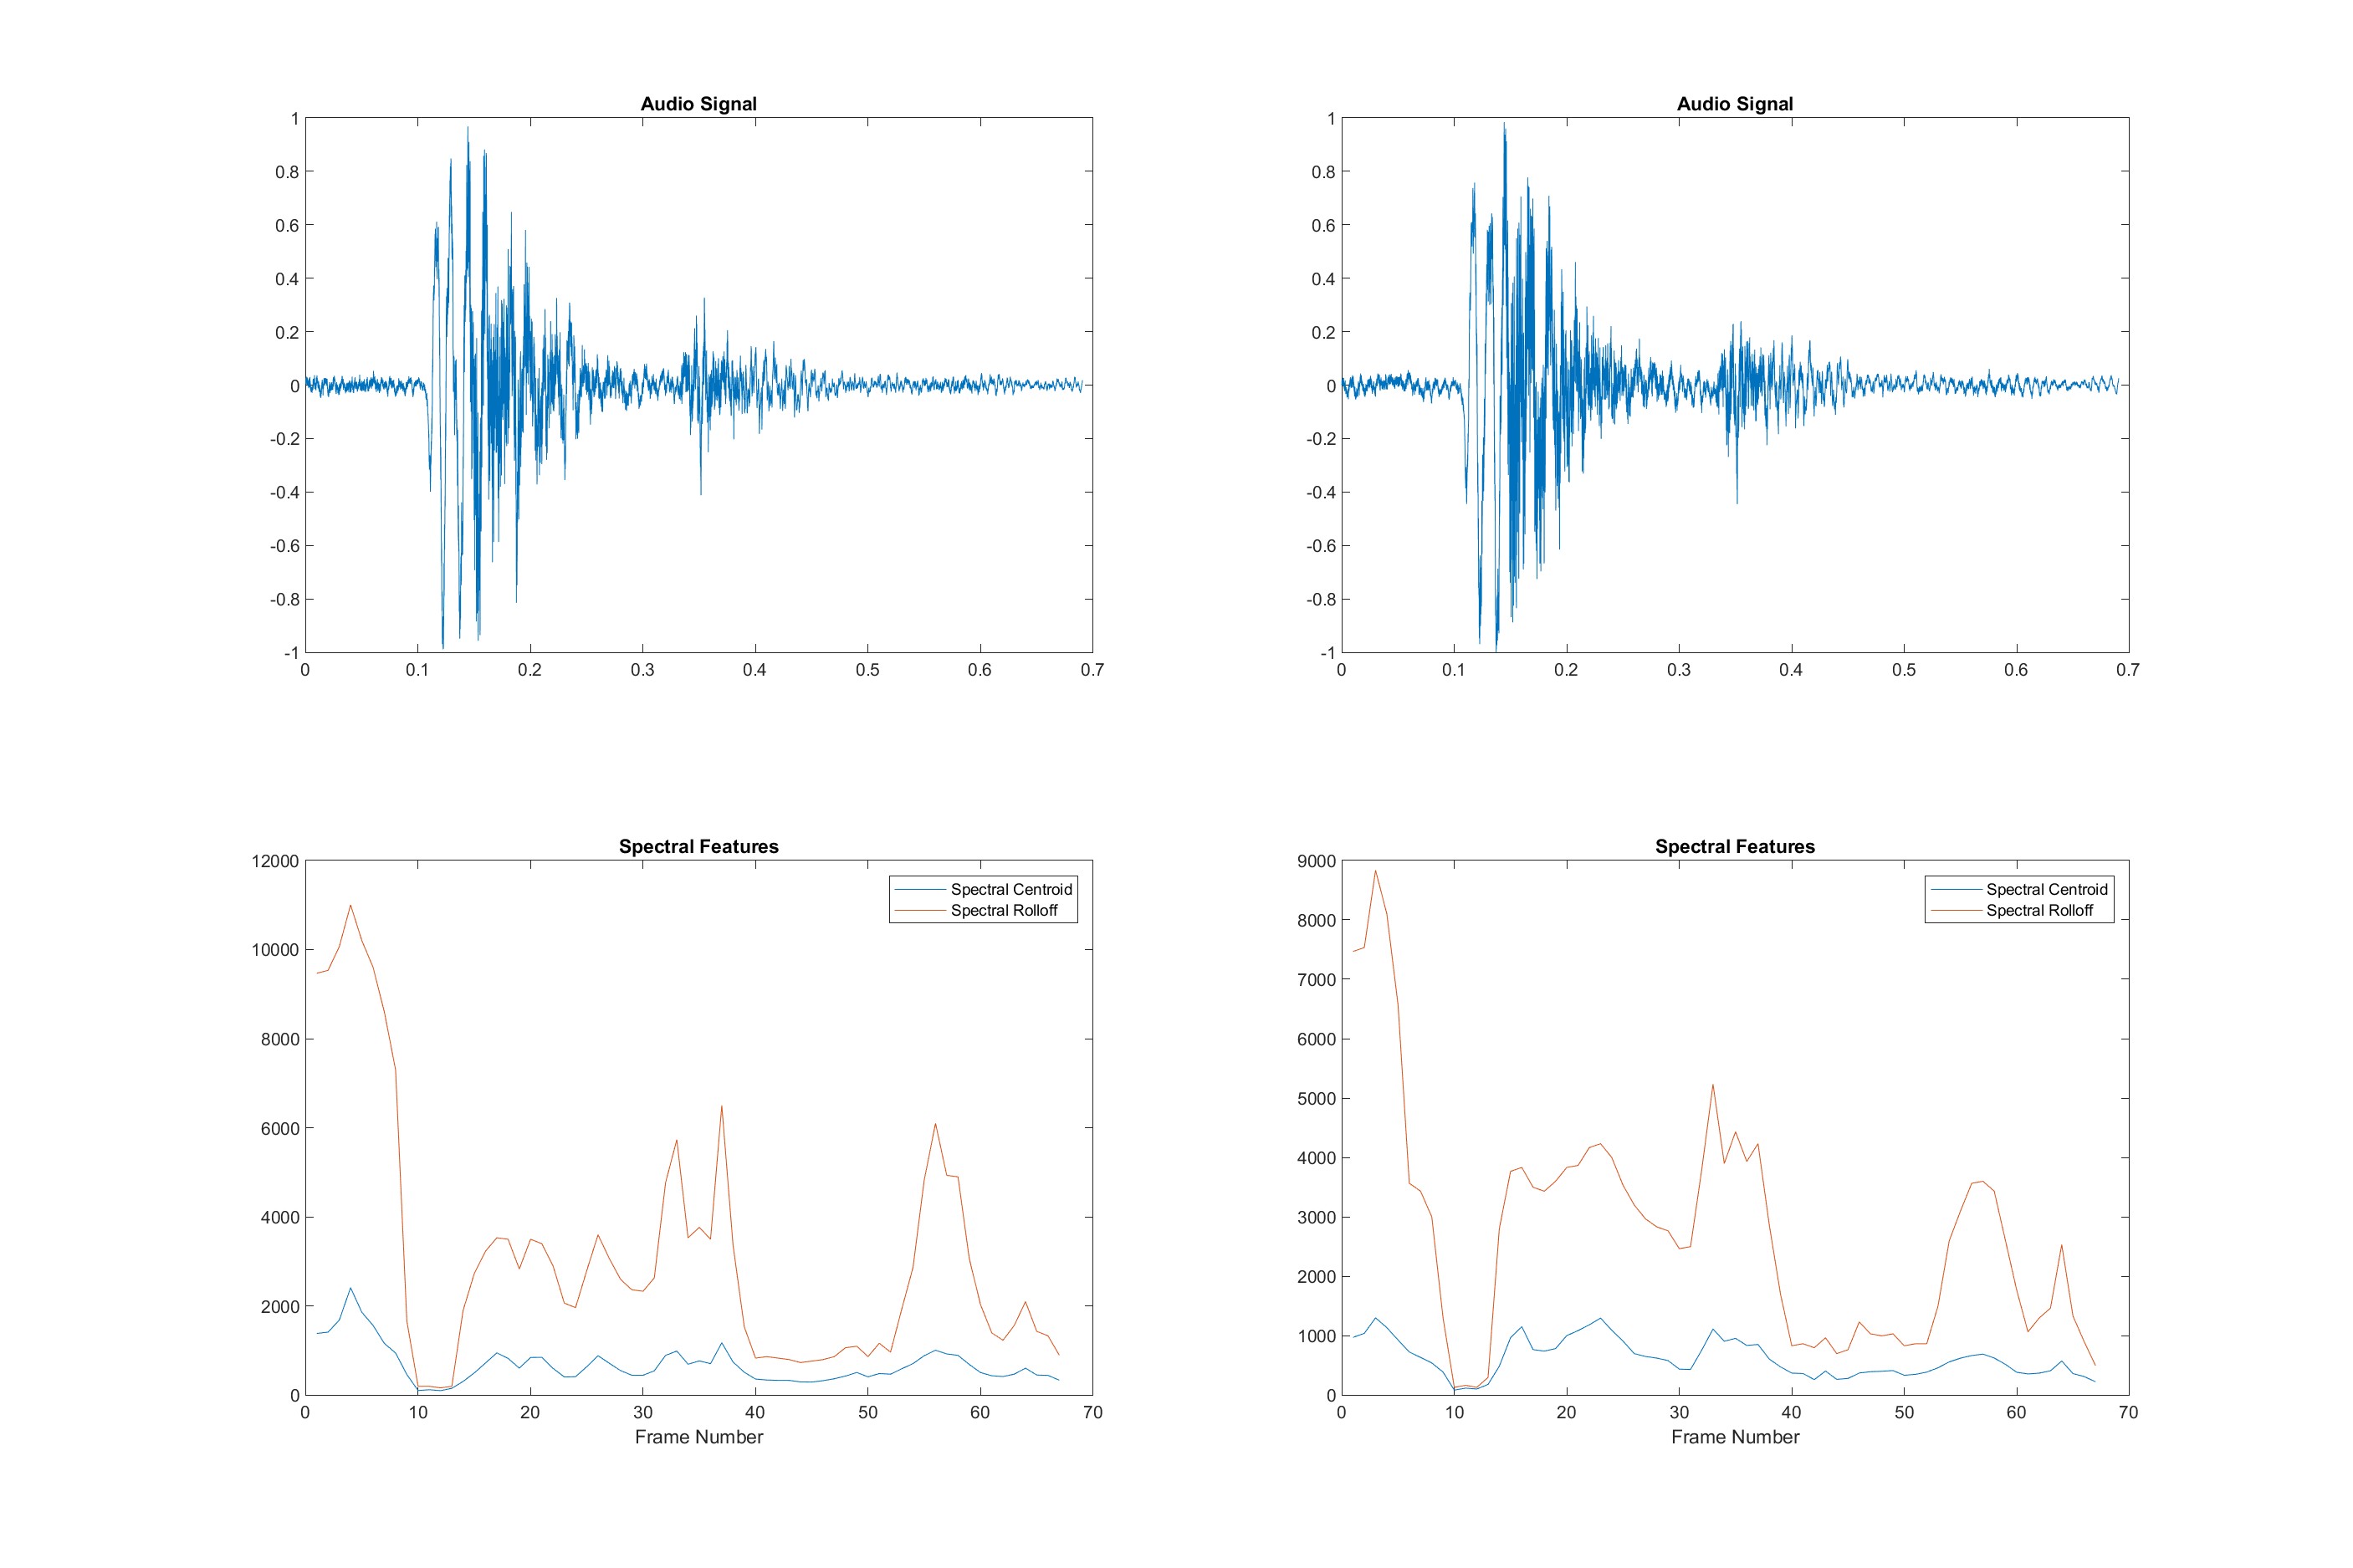 Audio Signal
1
0.8
0.6
0.4
0.2
0
-0.2
-0.4
-0.6
-0.8
-1
0 0.1 0.2 0.3 0.4 0.5 0.6 0.7
Audio Signal
1
0.8
0.6
0.4
0.2
0
-0.2
-0.4
-0.6
-0.8
-1
0 0.1 0.2 0.3 0.4 0.5 0.6 0.7
Spectral Features
12000
10000
8000
6000
4000
2000
0
Spectral Centroid
Spectral Rolloff
0 10 20 30 40 50 60 70
Frame Number
Spectral Features
9000
8000
7000
6000
5000
4000
3000
2000
1000
0
Spectral Centroid
Spectral Rolloff
0 10 20 30 40 50 60 70
Frame Number